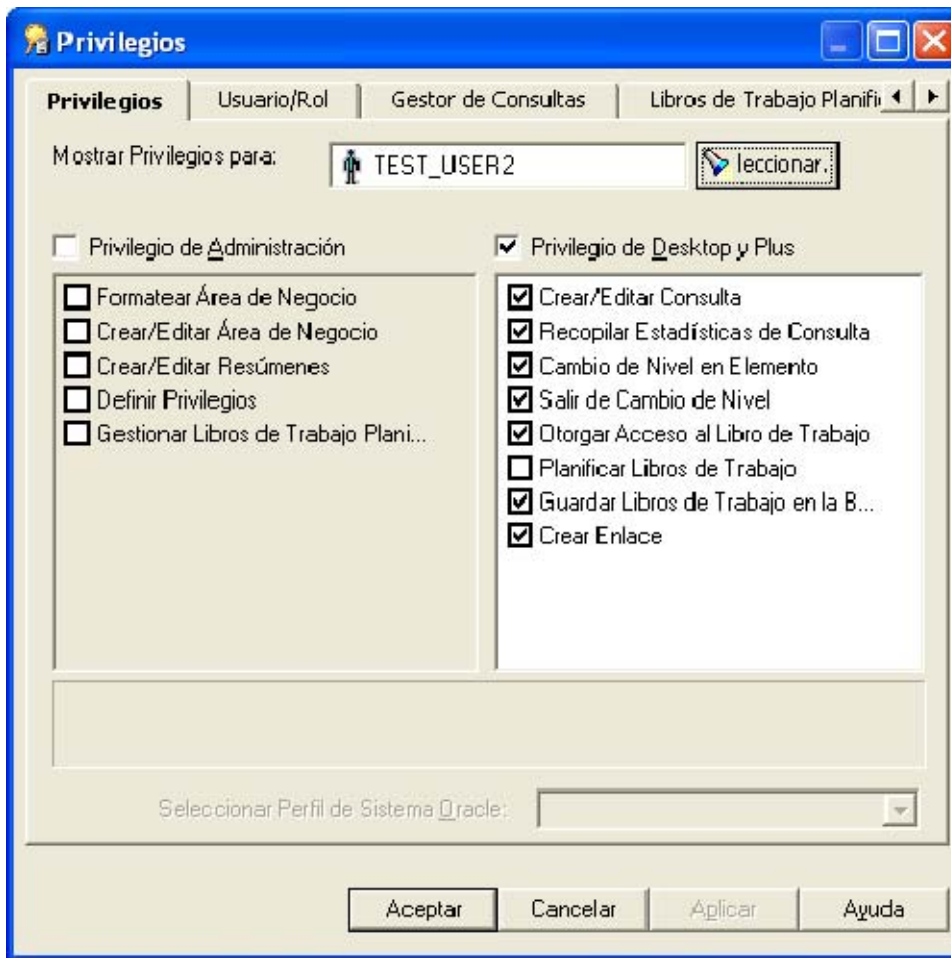 Privilegios
Privilegios Usuario/Rol Gestor de Consultas Libros de Trabajo Planifi
Mostrar Privilegios para: TEST_USER2 leccionar.
Privilegio de Administración
Formatear Área de Negocio
Crear/Editar Área de Negocio
Crear/Editar Resúmenes
Definir Privilegios
Gestionar Libros de Trabajo Plani...
Privilegio de Desktop y Plus
Crear/Editar Consulta
Recopilar Estadísticas de Consulta
Cambio de Nivel en Elemento
Salir de Cambio de Nivel
Otorgar Acceso al Libro de Trabajo
Planificar Libros de Trabajo
Guardar Libros de Trabajo en la B...
Crear Enlace
Seleccionar Perfil de Sistema Oracle:
Aceptar Cancelar Aplicar Ayuda